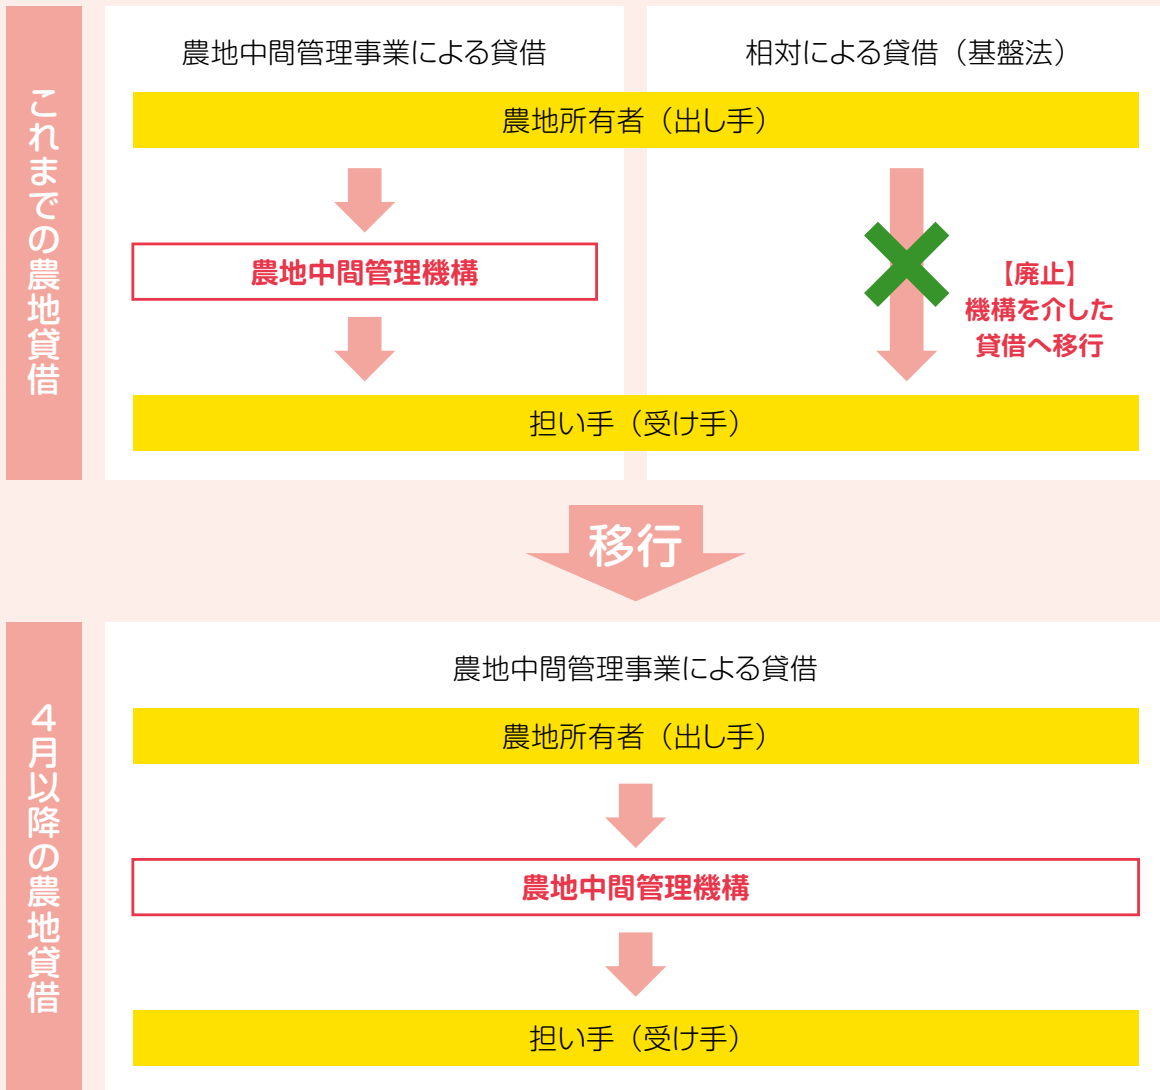 これまでの農地貸借
農地中間管理事業による貸借
相対による貸借（基盤法）
農地所有者（出し手）
農地中間管理機構
【廃止】
機構を介した
貸借へ移行
担い手（受け手）
移行
４月以降の農地貸借
農地中間管理事業による貸借
農地所有者（出し手）
農地中間管理機構
担い手（受け手）